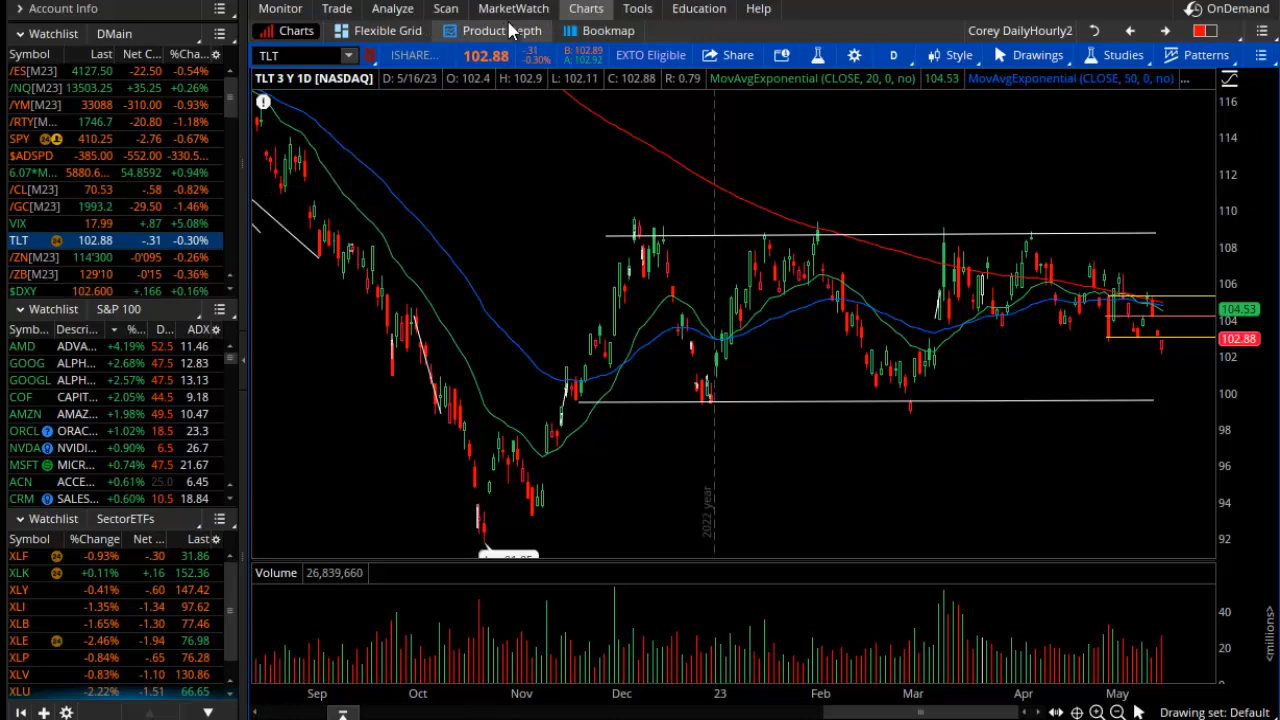 Account Info
Monitor Trade Analyze Scan MarketWatch Charts Tools Education Help OnDemand
Watchlist DMain
Charts Flexible Grid Product Depth Bookmap Corey DailyHourly2
Symbol Last Net C... %Cha...
TLT ISHARE... 102.88 -.31 -0.30% B: 102.89 A: 102.92 EXTO Eligible Share D Style Drawings Studies Patterns
TLT 3 Y 1D [NASDAQ] D: 5/16/23 O: 102.4 H: 102.9 L: 102.11 C: 102.88 R: 0.79 MovAvgExponential (CLOSE, 20, 0, no) 104.53 MovAvgExponential (CLOSE, 50, 0, no) ...
/ES[M23] 4127.50 -22.50 -0.54%
/NQ[M23] 13503.25 +35.25 +0.26%
/YM[M23] 33088 -310.00 -0.93%
/RTY[M... 1746.7 -20.80 -1.18%
SPY 410.25 -2.76 -0.67%
$ADSPD -385.00 -552.00 -330.5...
6.07*M... 5880.6... 54.8592 +0.94%
/CL[M23] 70.53 -.58 -0.82%
/GC[M23] 1993.2 -29.50 -1.46%
VIX 17.99 +.87 +5.08%
TLT 102.88 -.31 -0.30%
/ZN[M23] 114'300 -0'095 -0.26%
/ZB[M23] 129'10 -0'15 -0.36%
$DXY 102.600 +.166 +0.16%
Watchlist S&P 100
Symb... Descri... %... D... ADX
AMD ADVA... +4.19% 52.5 11.46
GOOG ALPH... +2.68% 47.5 12.83
GOOGL ALPH... +2.57% 47.5 13.13
COF CAPIT... +2.05% 44.5 9.18
AMZN AMAZ... +1.98% 49.5 10.47
ORCL ORAC... +1.02% 18.5 23.3
NVDA NVIDI... +0.90% 6.5 26.7
MSFT MICR... +0.74% 47.5 21.67
ACN ACCE... +0.61% 25.0 6.45
CRM SALES... +0.60% 10.5 18.84
Watchlist SectorETFs
Symbol %Change Net ... Last
XLF -0.93% -.30 31.86
XLK +0.11% +.16 152.36
XLY -0.41% -.60 147.42
XLI -1.35% -1.34 97.62
XLB -1.65% -1.30 77.46
XLE -2.46% -1.94 76.98
XLP -0.84% -.65 76.28
XLV -0.83% -1.10 130.86
XLU -2.22% -1.51 66.65
116
114
112
110
108
106
104.53
104
102.88
102
100
98
96
94
92
2022 year
Volume 26,839,660
40
20
<millions>
Sep Oct Nov Dec 23 Feb Mar Apr May
Drawing set: Default